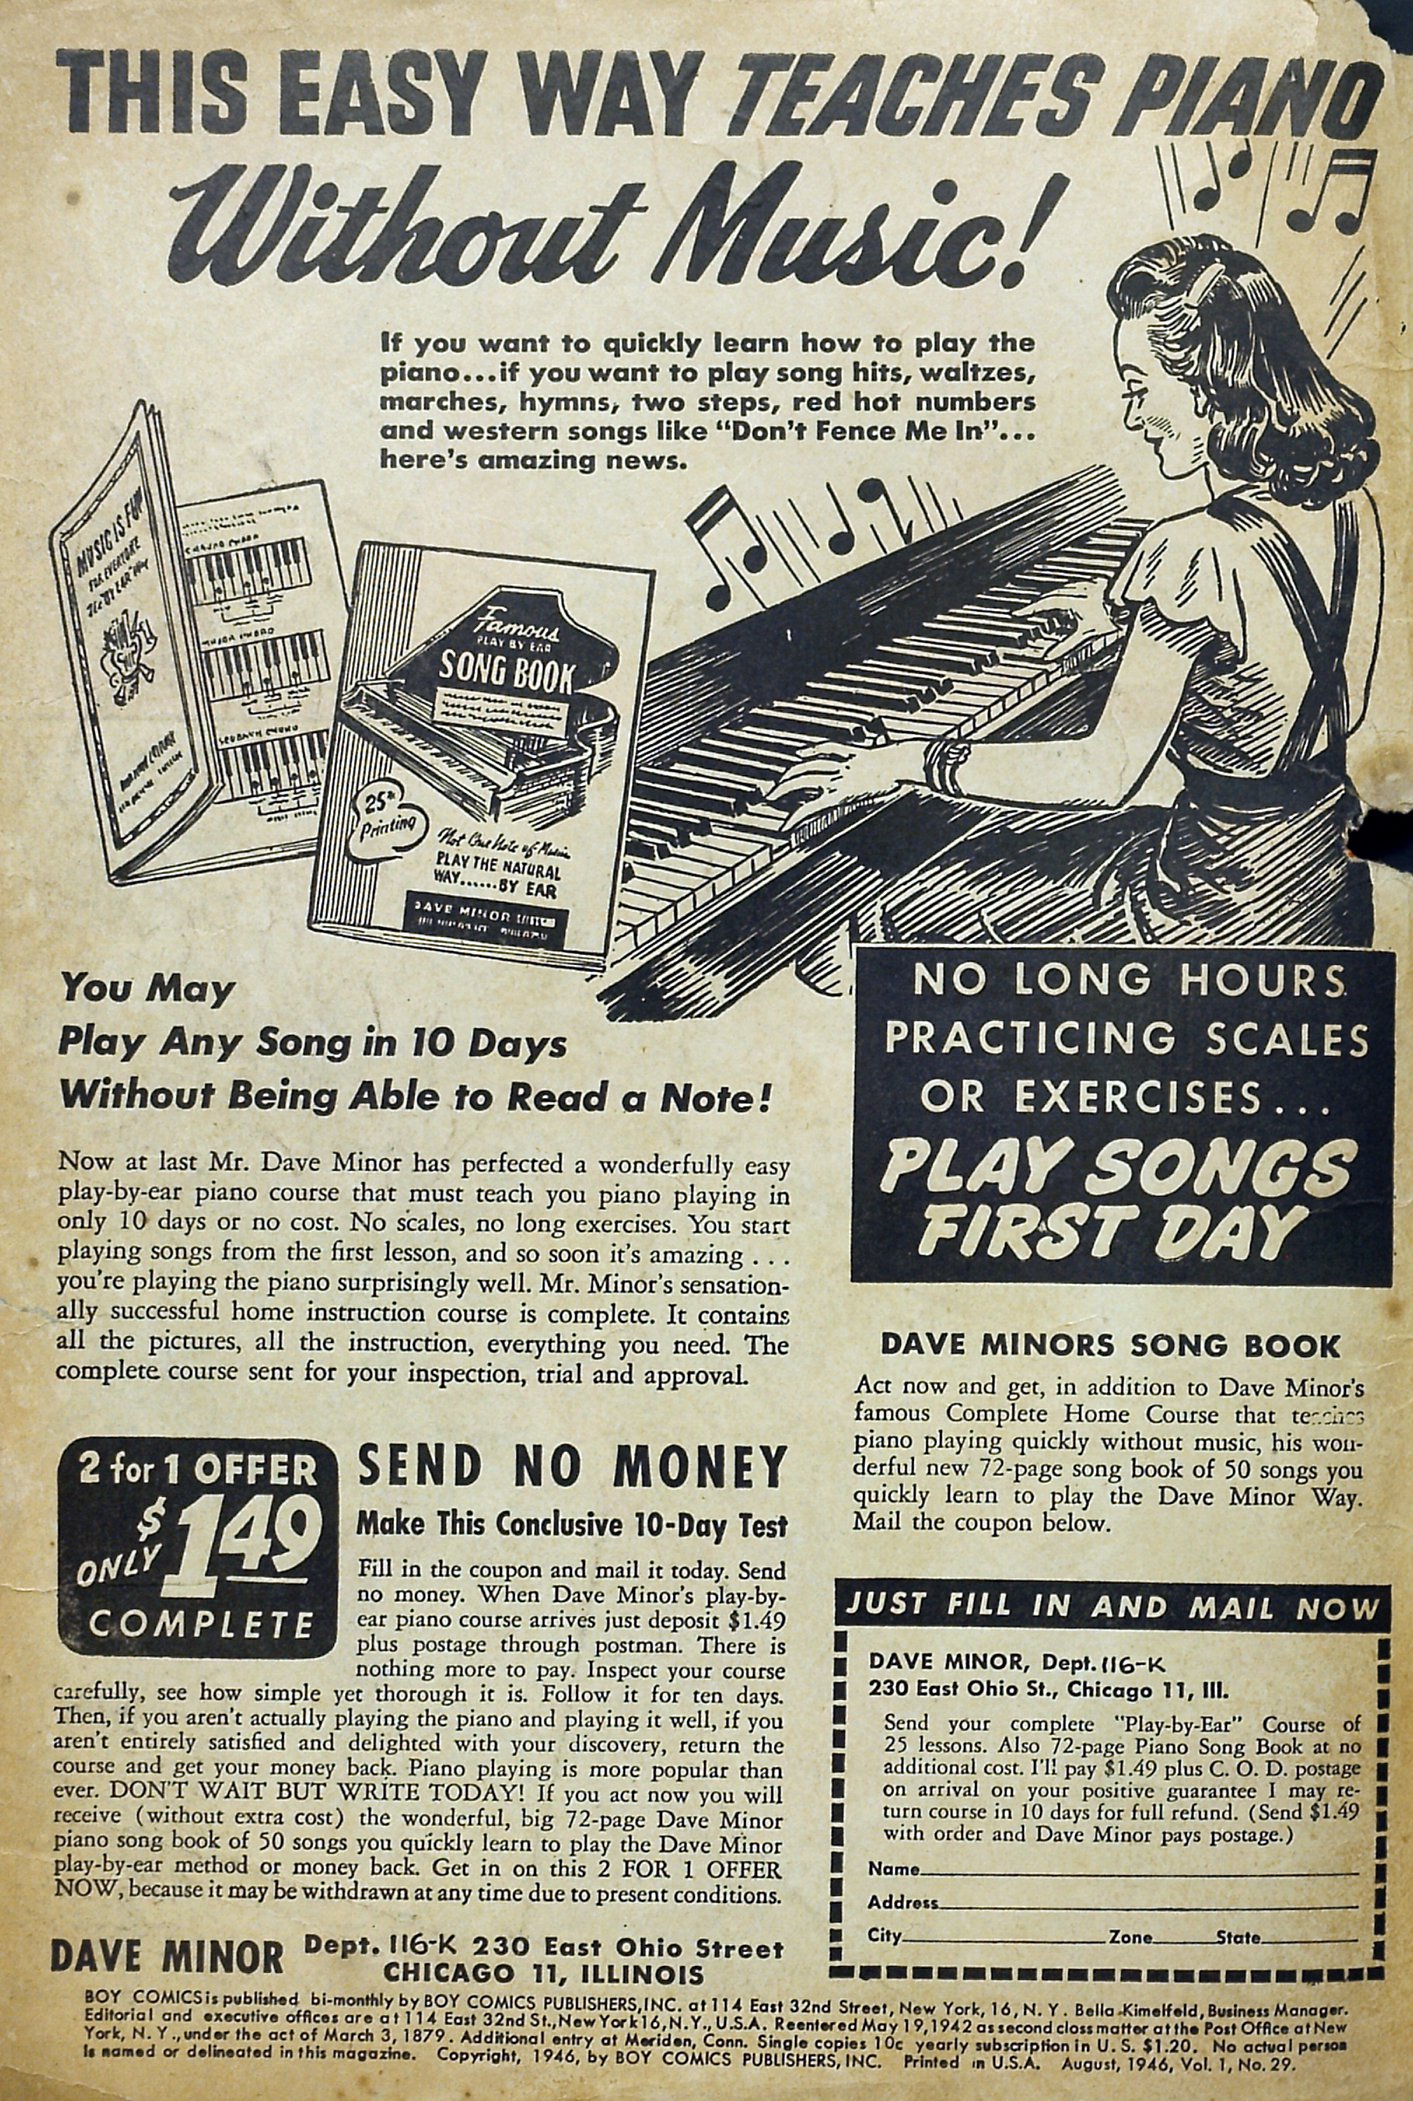 THIS EASY WAY TEACHES PIANO
Without Music!
If you want to quickly learn how to play the
piano...if you want to play song hits, waltzes,
marches, hymns, two steps, red hot numbers
and western songs like "Don't Fence Me In"...
here's amazing news.
MUSIC IS FUN
FOR EVERYONE
MAJOR CHORD
Famous
PLAY BY EAR
SONG BOOK
25th
Printing
Not One Note of Music
PLAY THE NATURAL
WAY......BY EAR
DAVE MINOR
You May
Play Any Song in 10 Days
Without Being Able to Read a Note!
Now at last Mr. Dave Minor has perfected a wonderfully easy
play-by-ear piano course that must teach you piano playing in
only 10 days or no cost. No scales, no long exercises. You start
playing songs from the first lesson, and so soon it's amazing . . .
you're playing the piano surprisingly well. Mr. Minor's sensation-
ally successful home instruction course is complete. It contains
all the pictures, all the instruction, everything you need. The
complete course sent for your inspection, trial and approval.
NO LONG HOURS
PRACTICING SCALES
OR EXERCISES...
PLAY SONGS
FIRST DAY
DAVE MINORS SONG BOOK
Act now and get, in addition to Dave Minor's
famous Complete Home Course that teaches
piano playing quickly without music, his won-
derful new 72-page song book of 50 songs you
quickly learn to play the Dave Minor Way.
Mail the coupon below.
2 for 1 OFFER
ONLY $1.49
COMPLETE
SEND NO MONEY
Make This Conclusive 10-Day Test
Fill in the coupon and mail it today. Send
no money. When Dave Minor's play-by-
ear piano course arrives just deposit $1.49
plus postage through postman. There is
nothing more to pay. Inspect your course
carefully, see how simple yet thorough it is. Follow it for ten days.
Then, if you aren't actually playing the piano and playing it well, if you
aren't entirely satisfied and delighted with your discovery, return the
course and get your money back. Piano playing is more popular than
ever. DON'T WAIT BUT WRITE TODAY! If you act now you will
receive (without extra cost) the wonderful, big 72-page Dave Minor
piano song book of 50 songs you quickly learn to play the Dave Minor
play-by-ear method or money back. Get in on this 2 FOR 1 OFFER
NOW, because it may be withdrawn at any time due to present conditions.
DAVE MINOR Dept. 116-K 230 East Ohio Street
CHICAGO 11, ILLINOIS
JUST FILL IN AND MAIL NOW
DAVE MINOR, Dept. 116-K
230 East Ohio St., Chicago 11, Ill.
Send your complete "Play-by-Ear" Course of
25 lessons. Also 72-page Piano Song Book at no
additional cost. I'll pay $1.49 plus C. O. D. postage
on arrival on your positive guarantee I may re-
turn course in 10 days for full refund. (Send $1.49
with order and Dave Minor pays postage.)
Name
Address
City Zone State
BOY COMICS is published bi-monthly by BOY COMICS PUBLISHERS, INC. at 114 East 32nd Street, New York, 16, N. Y. Bella Kimelfeld, Business Manager.
Editorial and executive offices are at 114 East 32nd St., New York 16, N.Y., U.S.A. Reentered May 19, 1942 as second class matter at the Post Office at New
York, N. Y., under the act of March 3, 1879. Additional entry at Meriden, Conn. Single copies 10c yearly subscription in U. S. $1.20. No actual person
is named or delineated in this magazine. Copyright, 1946, by BOY COMICS PUBLISHERS, INC. Printed in U.S.A. August, 1946, Vol. 1, No. 29.